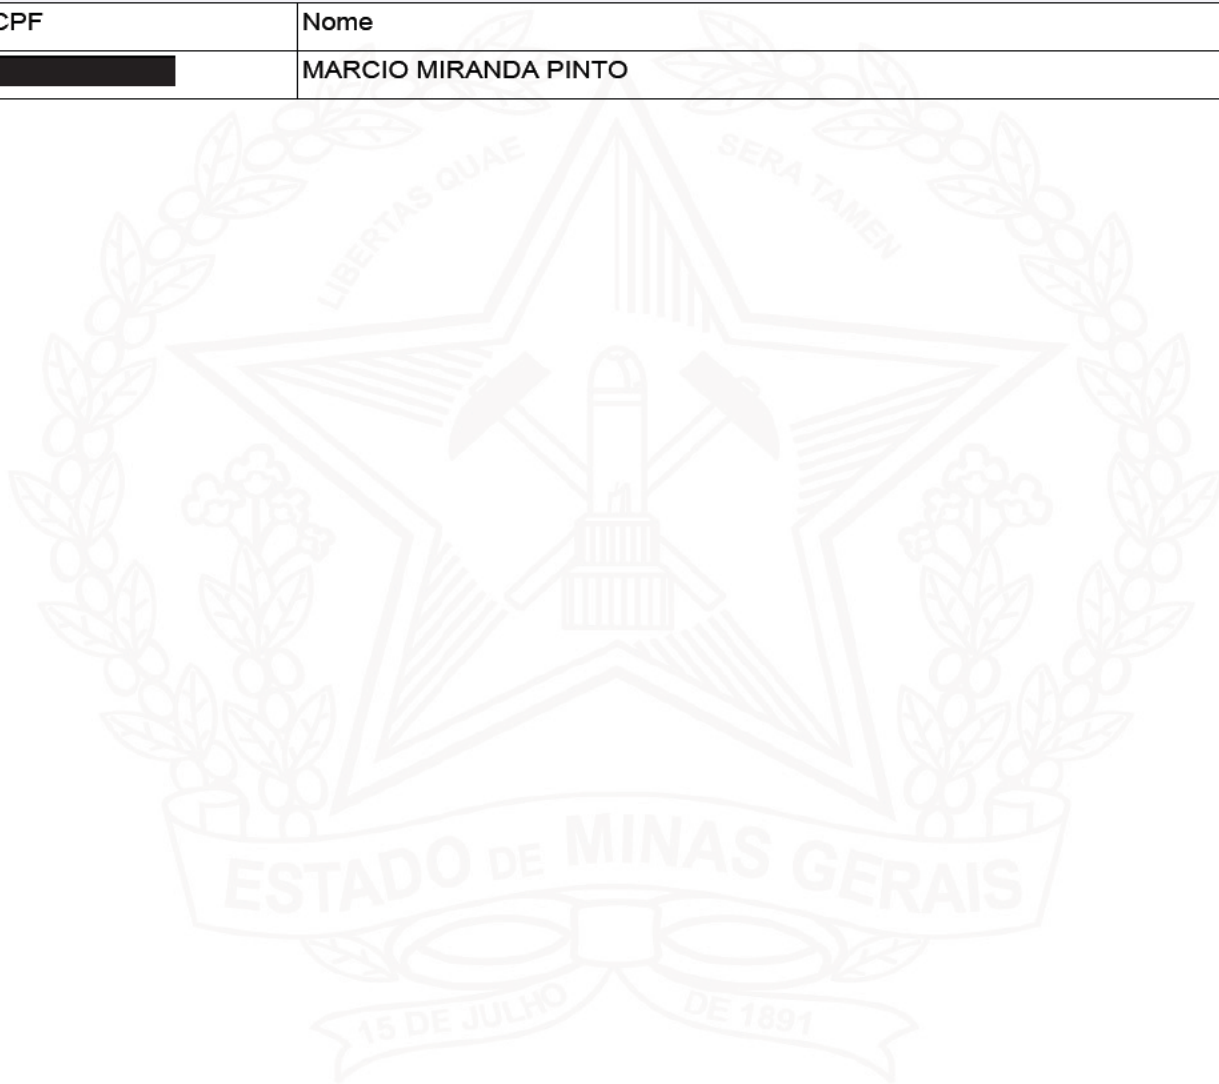 CPF Nome
MARCIO MIRANDA PINTO
LIBERTAS QUAE SERA TAMEN
ESTADO DE MINAS GERAIS
15 DE JULHO DE 1891